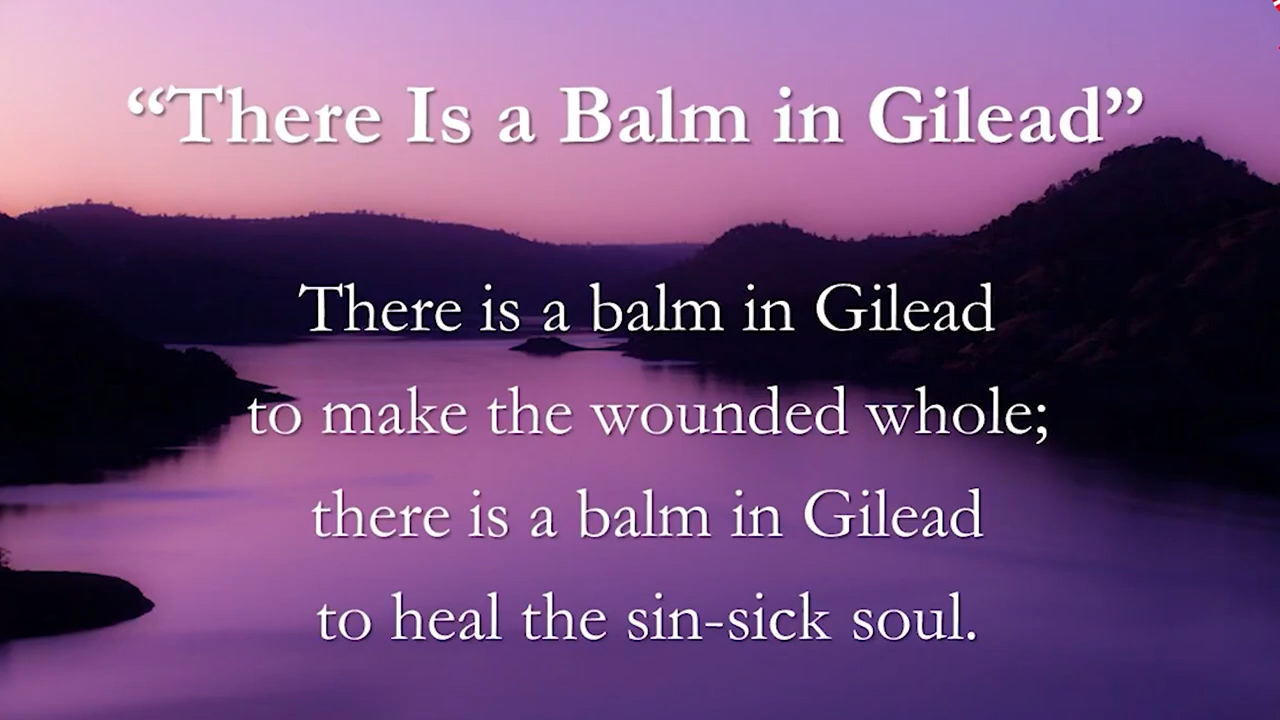 “There Is a Balm in Gilead”
There is a balm in Gilead
to make the wounded whole;
there is a balm in Gilead
to heal the sin-sick soul.